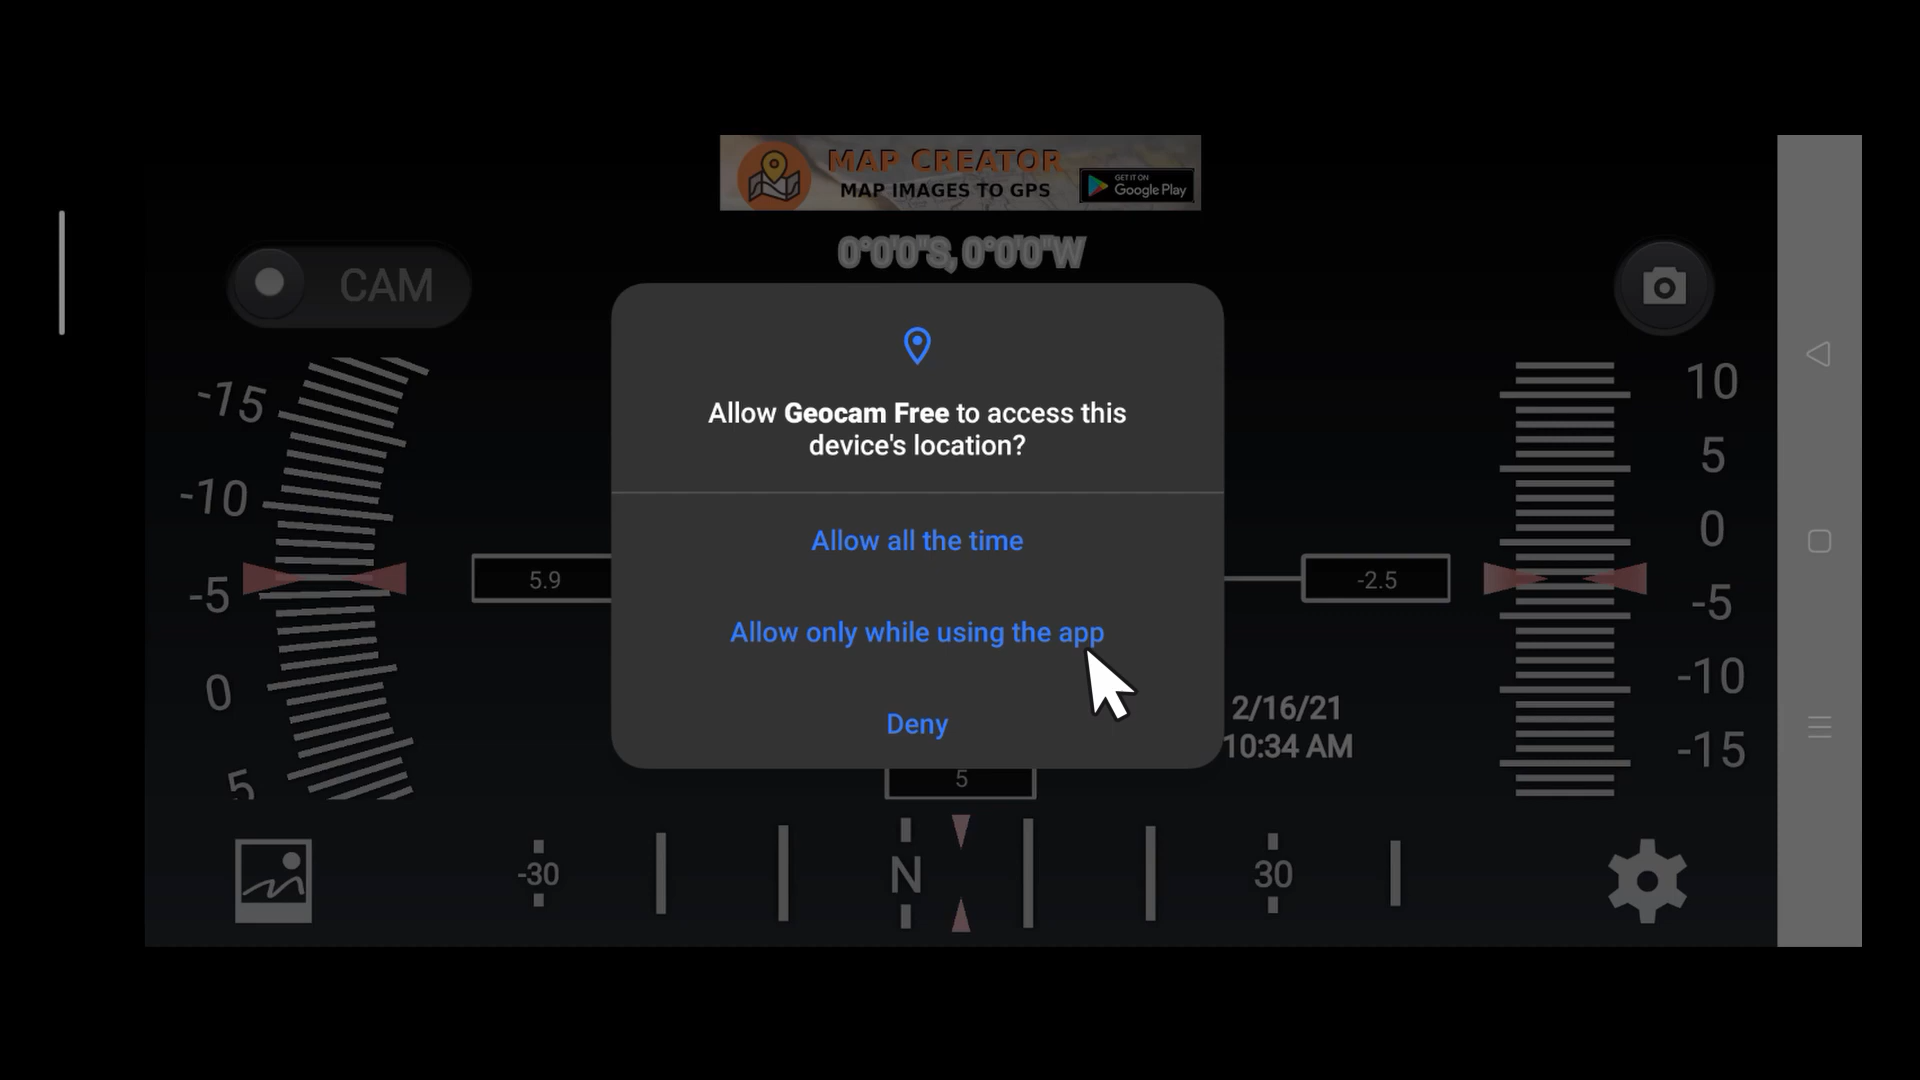 MAP CREATOR
MAP IMAGES TO GPS
GET IT ON
Google Play
0°0'0"S, 0°0'0"W
CAM
Allow Geocam Free to access this
device's location?
Allow all the time
Allow only while using the app
Deny
-15
-10
-5
0
5
5.9
-2.5
10
5
0
-5
-10
-15
2/16/21
10:34 AM
5
-30
N
30